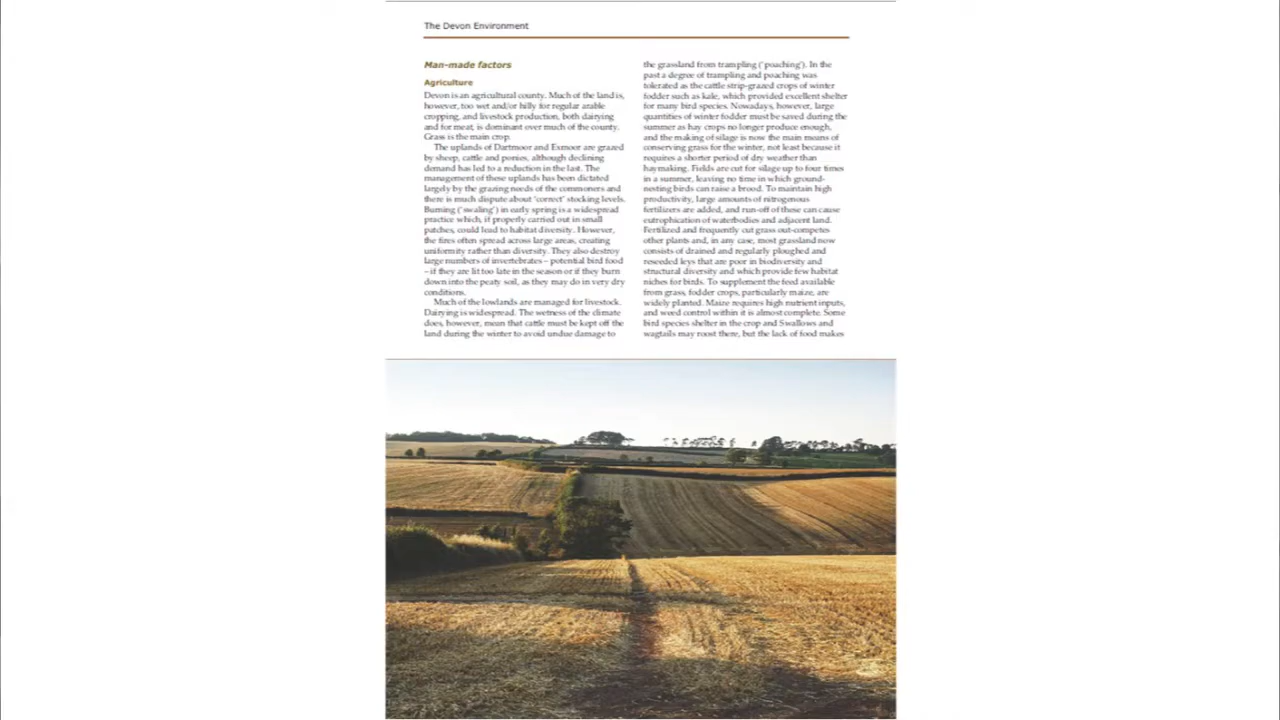 The Devon Environment
Man-made factors
Agriculture
Devon is an agricultural county. Much of the land is,
however, too wet and/or hilly for regular arable
cropping, and livestock production, both dairying
and for meat, is dominant over much of the county.
Grass is the main crop.
The uplands of Dartmoor and Exmoor are grazed
by sheep, cattle and ponies, although declining
demand has led to a reduction in the last. The
management of these uplands has been dictated
largely by the grazing needs of the commoners and
there is much dispute about 'correct' stocking levels.
Burning ('swaling') in early spring is a widespread
practice which, if properly carried out in small
patches, could lead to habitat diversity. However,
the fires often spread across large areas, creating
uniformity rather than diversity. They also destroy
large numbers of invertebrates – potential bird food
– if they are lit too late in the season or if they burn
down into the peaty soil, as they may do in very dry
conditions.
Much of the lowlands are managed for livestock.
Dairying is widespread. The wetness of the climate
does, however, mean that cattle must be kept off the
land during the winter to avoid undue damage to
the grassland from trampling ('poaching'). In the
past a degree of trampling and poaching was
tolerated as the cattle strip-grazed crops of winter
fodder such as kale, which provided excellent shelter
for many bird species. Nowadays, however, large
quantities of winter fodder must be saved during the
summer as hay crops no longer produce enough,
and the making of silage is now the main means of
conserving grass for the winter, not least because it
requires a shorter period of dry weather than
haymaking. Fields are cut for silage up to four times
in a summer, leaving no time in which ground-
nesting birds can raise a brood. To maintain high
productivity, large amounts of nitrogenous
fertilizers are added, and run-off of these can cause
eutrophication of waterbodies and adjacent land.
Fertilized and frequently cut grass out-competes
other plants and, in any case, most grassland now
consists of drained and regularly ploughed and
reseeded leys that are poor in biodiversity and
structural diversity and which provide few habitat
niches for birds. To supplement the feed available
from grass, fodder crops, particularly maize, are
widely planted. Maize requires high nutrient inputs,
and weed control within it is almost complete. Some
bird species shelter in the crop and Swallows and
wagtails may roost there, but the lack of food makes